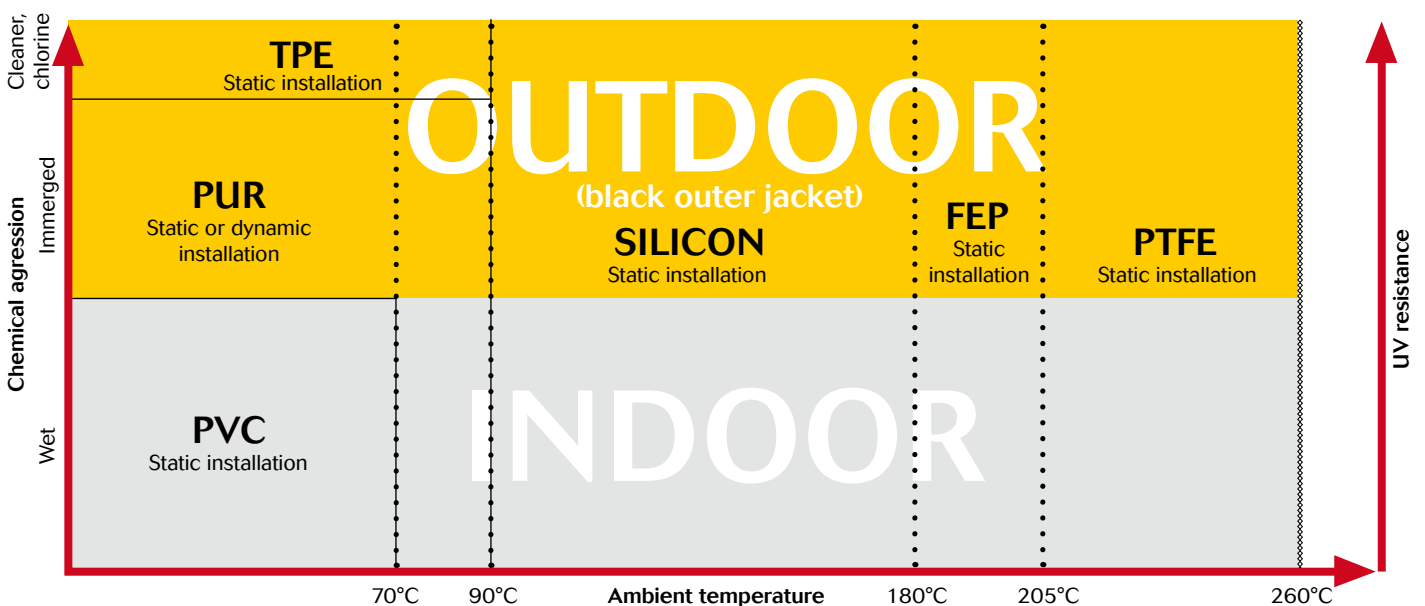 Cleaner,
chlorine
Immerged
Wet
Chemical agression
TPE
Static installation
OUTDOOR
(black outer jacket)
PUR
Static or dynamic
installation
SILICON
Static installation
FEP
Static
installation
PTFE
Static installation
PVC
Static installation
INDOOR
UV resistance
70°C
90°C
Ambient temperature
180°C
205°C
260°C